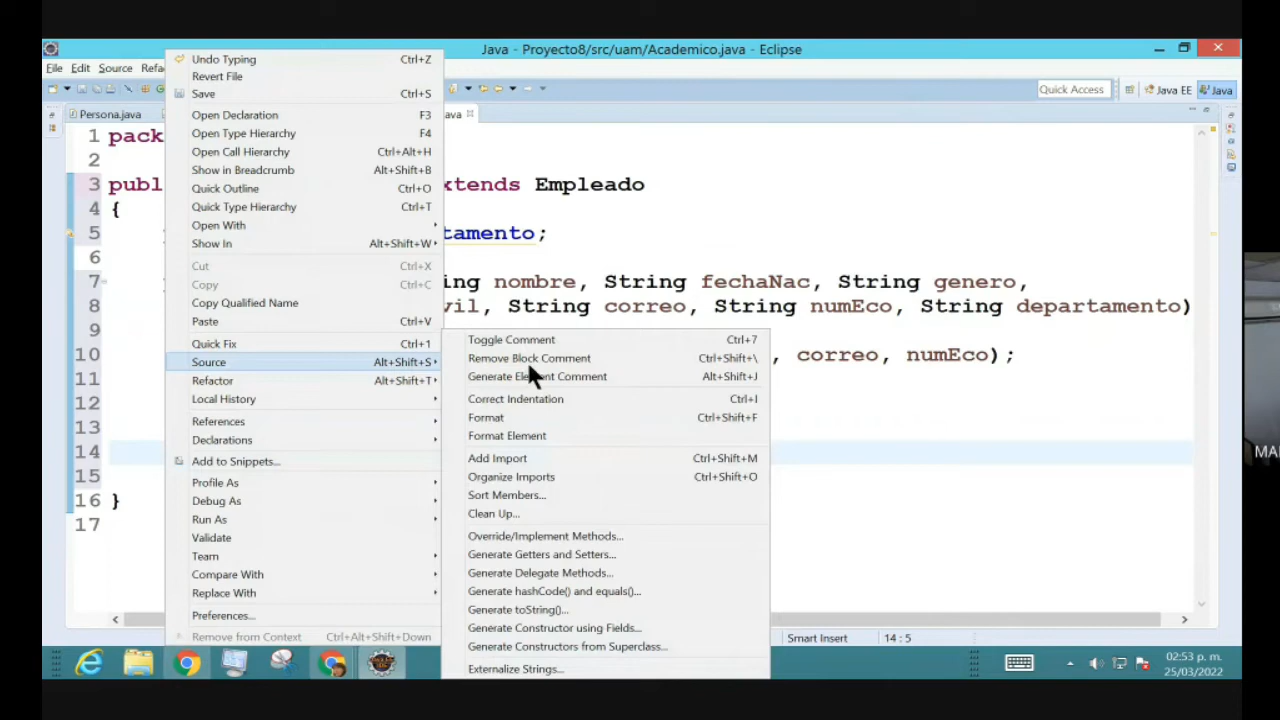 Java - Proyecto8/src/uam/Academico.java - Eclipse
File Edit Source Refa
Quick Access Java EE Java
Persona.java ava
Undo Typing Ctrl+Z
Revert File
Save Ctrl+S
Open Declaration F3
Open Type Hierarchy F4
Open Call Hierarchy Ctrl+Alt+H
Show in Breadcrumb Alt+Shift+B
Quick Outline Ctrl+O
Quick Type Hierarchy Ctrl+T
Open With
Show In Alt+Shift+W
Cut Ctrl+X
Copy Ctrl+C
Copy Qualified Name
Paste Ctrl+V
Quick Fix Ctrl+1
Source Alt+Shift+S
Refactor Alt+Shift+T
Local History
References
Declarations
Add to Snippets...
Profile As
Debug As
Run As
Validate
Team
Compare With
Replace With
Preferences...
Remove from Context Ctrl+Alt+Shift+Down
Toggle Comment Ctrl+7
Remove Block Comment Ctrl+Shift+\
Generate Element Comment Alt+Shift+J
Correct Indentation Ctrl+I
Format Ctrl+Shift+F
Format Element
Add Import Ctrl+Shift+M
Organize Imports Ctrl+Shift+O
Sort Members...
Clean Up...
Override/Implement Methods...
Generate Getters and Setters...
Generate Delegate Methods...
Generate hashCode() and equals()...
Generate toString()...
Generate Constructor using Fields...
Generate Constructors from Superclass...
Externalize Strings...
1 pack
2
3 publ xtends Empleado
4 {
5 tamento;
6
7 ing nombre, String fechaNac, String genero,
8 vil, String correo, String numEco, String departamento)
9
10 , correo, numEco);
11
12
13
14
15
16 }
17
Smart Insert 14 : 5
02:53 p. m.
25/03/2022
MA